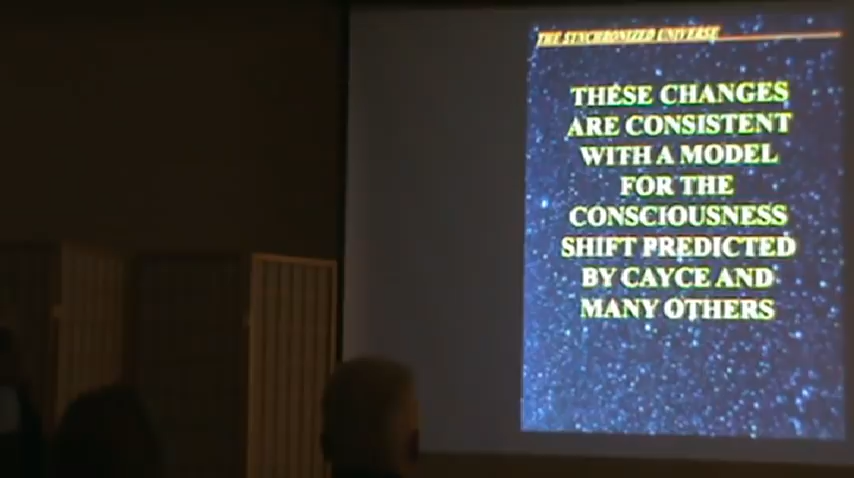 THE SYNCHRONIZED UNIVERSE
THESE CHANGES
ARE CONSISTENT
WITH A MODEL
FOR THE
CONSCIOUSNESS
SHIFT PREDICTED
BY CAYCE AND
MANY OTHERS